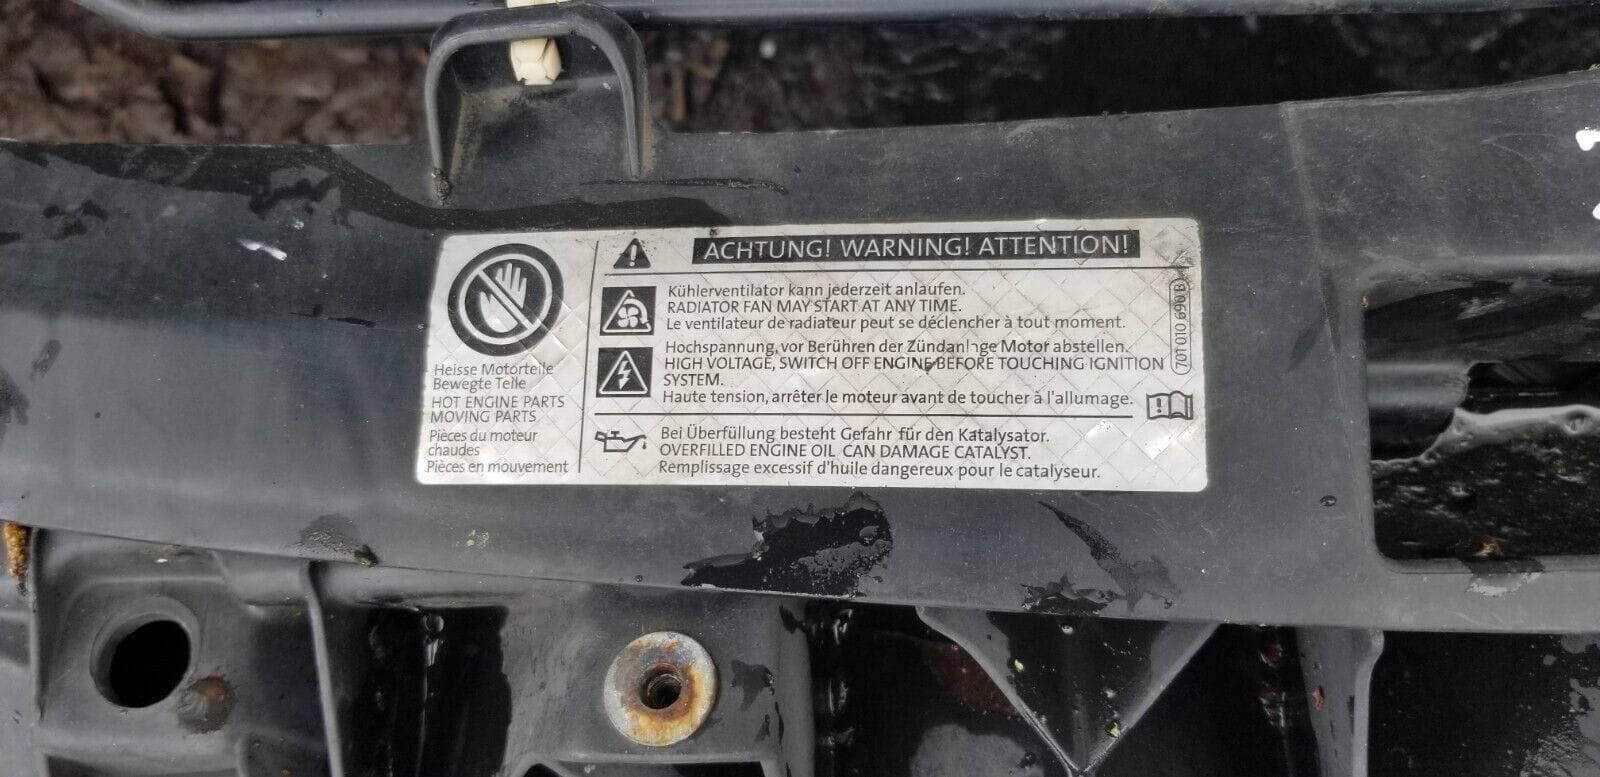 ACHTUNG! WARNING! ATTENTION!
Kühlerventilator kann jederzeit anlaufen.
RADIATOR FAN MAY START AT ANY TIME.
Le ventilateur de radiateur peut se déclencher à tout moment.
Hochspannung, vor Berühren der Zündanlage Motor abstellen.
HIGH VOLTAGE, SWITCH OFF ENGINE BEFORE TOUCHING IGNITION
SYSTEM.
Haute tension, arrêter le moteur avant de toucher à l'allumage.
Bei Überfüllung besteht Gefahr für den Katalysator.
OVERFILLED ENGINE OIL CAN DAMAGE CATALYST.
Remplissage excessif d'huile dangereux pour le catalyseur.
Heisse Motorteile
Bewegte Teile
HOT ENGINE PARTS
MOVING PARTS
Pièces du moteur
chaudes
Pièces en mouvement
701 010